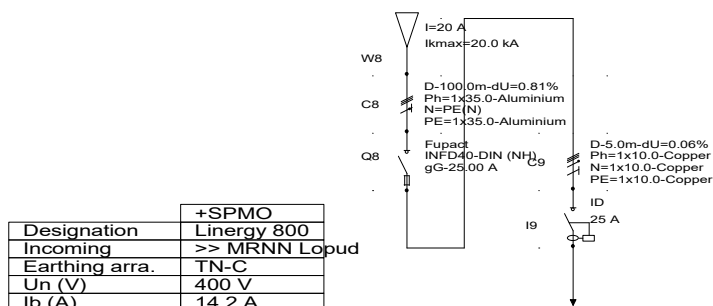 I=20 A
Ikmax=20.0 kA
W8
D-100.0m-dU=0.81%
Ph=1x35.0-Aluminium
C8
N=PE(N)
PE=1x35.0-Aluminium
Fupact
Q8
INFD40-DIN (NH)
gG-25.00 A
C9
D-5.0m-dU=0.06%
Ph=1x10.0-Copper
N=1x10.0-Copper
PE=1x10.0-Copper
ID
I9
25 A
+SPMO
Designation Linergy 800
Incoming >> MRNN Lopud
Earthing arra. TN-C
Un (V) 400 V
Ib (A) 14.2 A